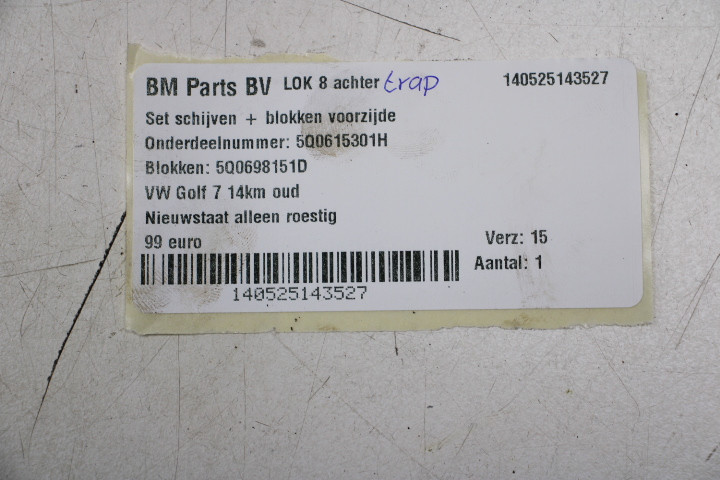 BM Parts BV LOK 8 achter trap 140525143527
Set schijven + blokken voorzijde
Onderdeelnummer: 5Q0615301H
Blokken: 5Q0698151D
VW Golf 7 14km oud
Nieuwstaat alleen roestig
99 euro Verz: 15
Aantal: 1
140525143527